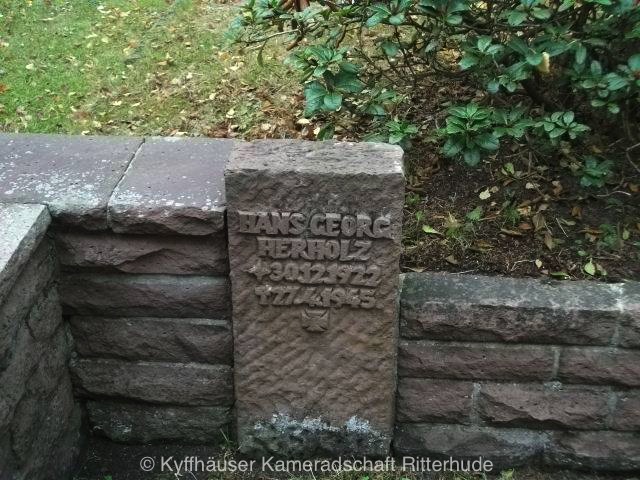 HANS GEORG
HERHOLZ
* 30.12.1922
† 27.4.1945
© Kyffhäuser Kameradschaft Ritterhude